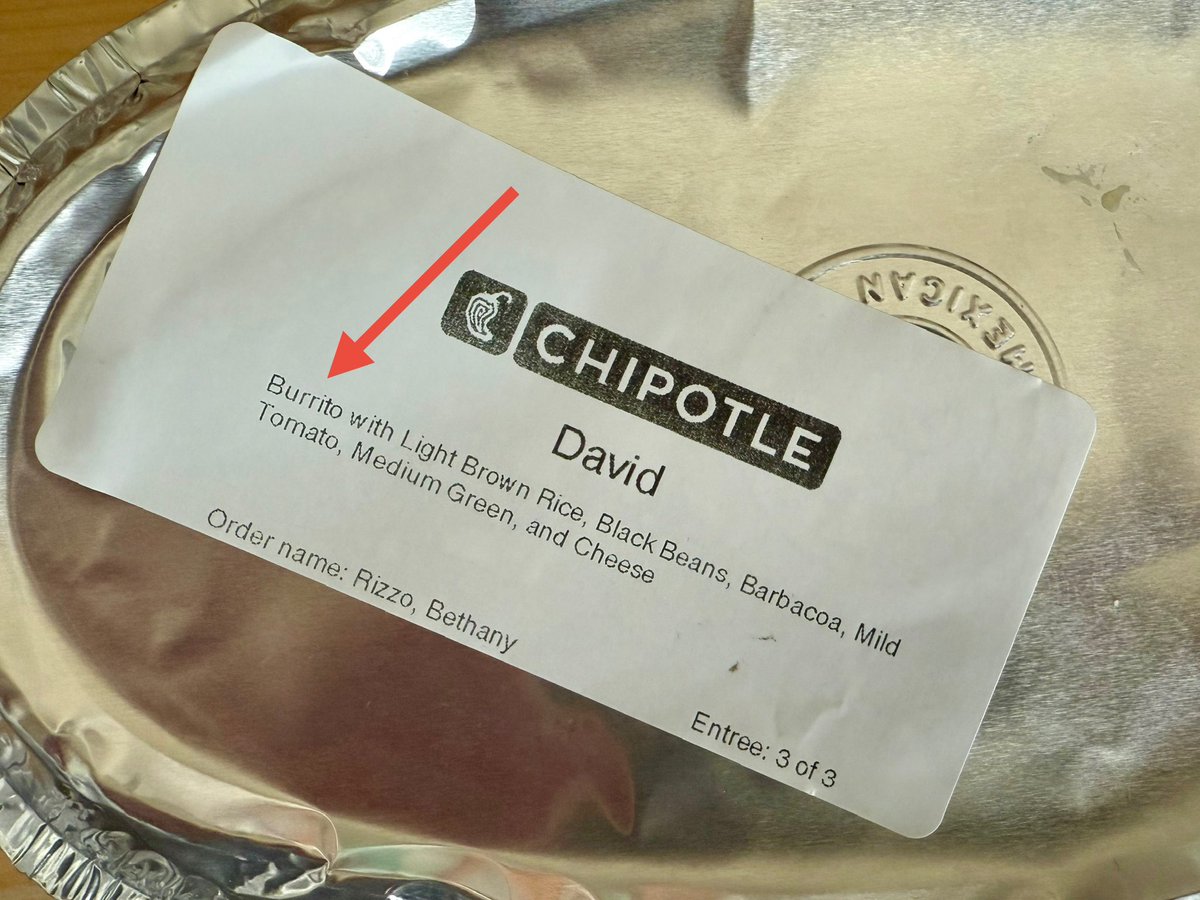 MEXICAN
CHIPOTLE
David
Burrito with Light Brown Rice, Black Beans, Barbacoa, Mild
Tomato, Medium Green, and Cheese
Order name: Rizzo, Bethany
Entree: 3 of 3